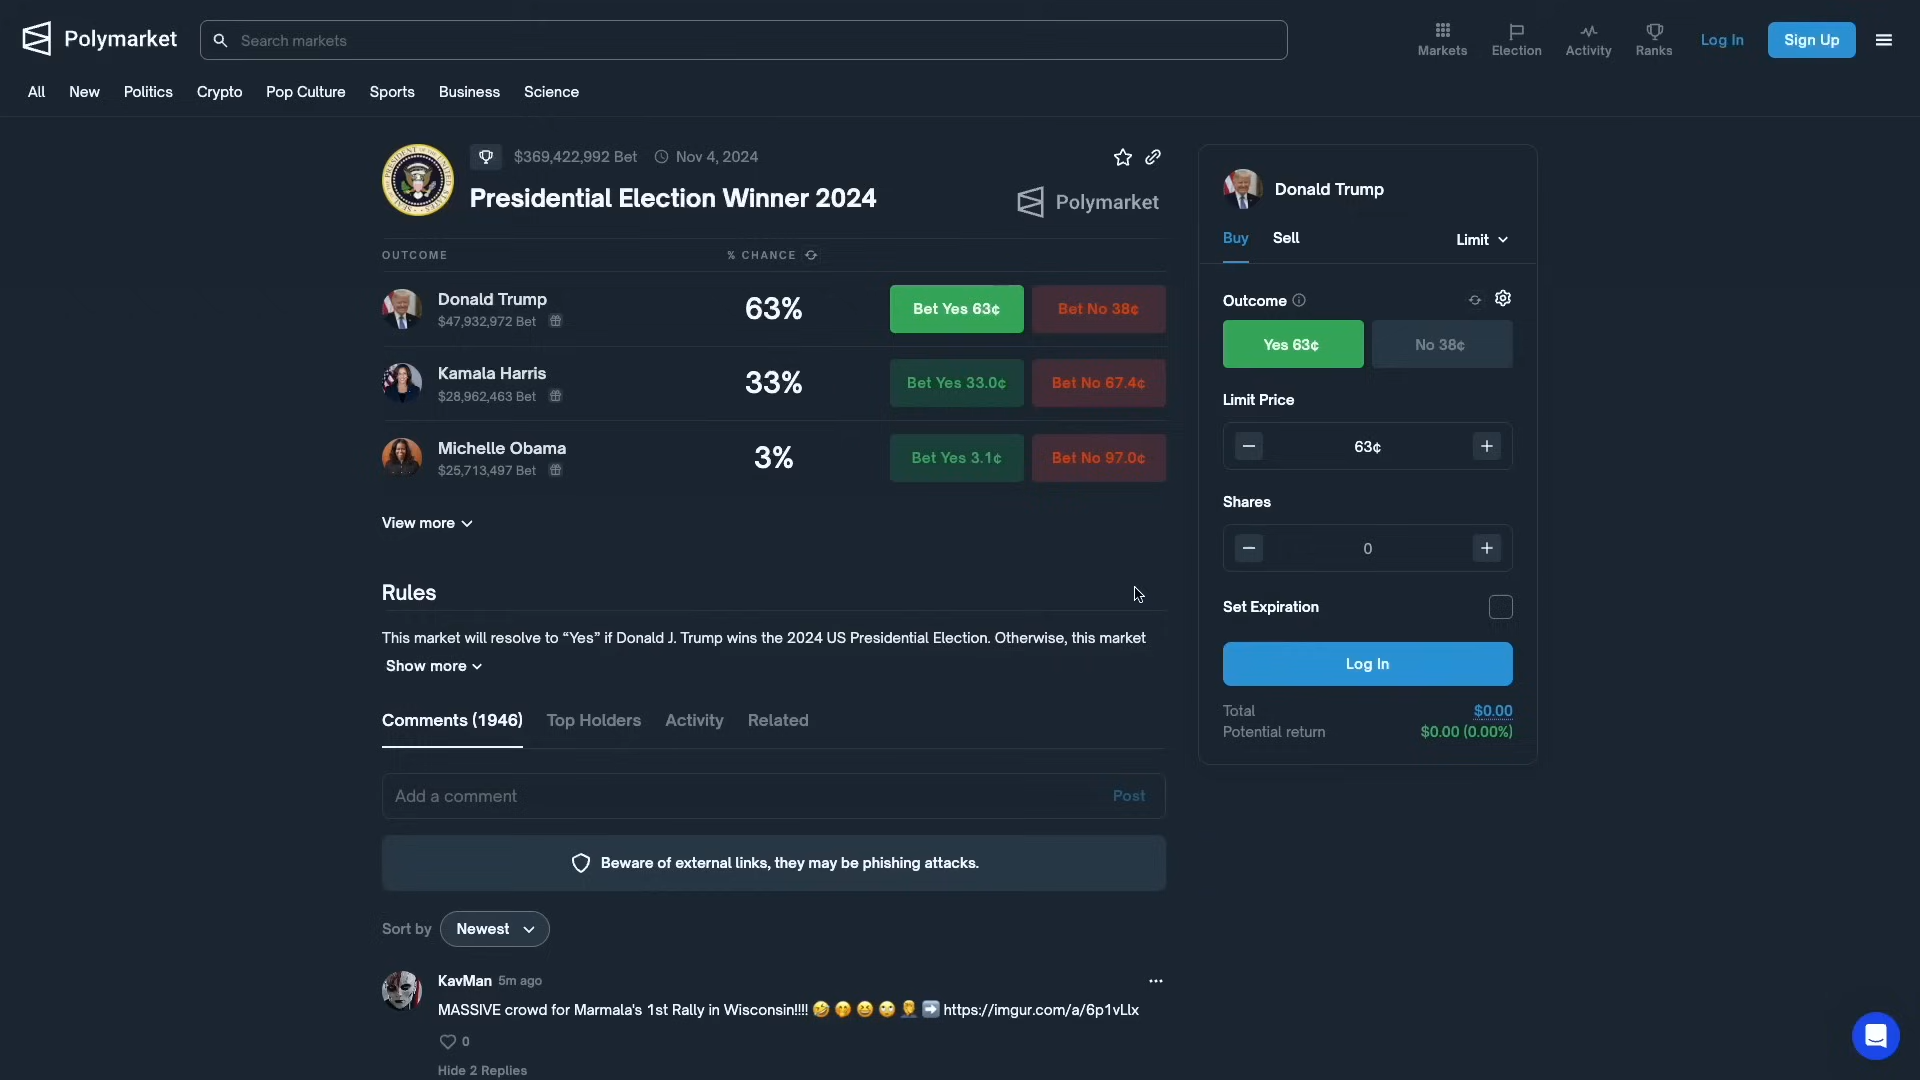 Polymarket
Search markets
Markets
Election
Activity
Ranks
Log In
Sign Up
All New Politics Crypto Pop Culture Sports Business Science
$369,422,992 Bet Nov 4, 2024
Presidential Election Winner 2024
Polymarket
OUTCOME % CHANCE
Donald Trump
$47,932,972 Bet
63%
Bet Yes 63¢ Bet No 38¢
Kamala Harris
$28,962,463 Bet
33%
Bet Yes 33.0¢ Bet No 67.4¢
Michelle Obama
$25,713,497 Bet
3%
Bet Yes 3.1¢ Bet No 97.0¢
View more
Rules
This market will resolve to “Yes” if Donald J. Trump wins the 2024 US Presidential Election. Otherwise, this market
Show more
Comments (1946) Top Holders Activity Related
Add a comment Post
Beware of external links, they may be phishing attacks.
Sort by Newest
KavMan 5m ago
MASSIVE crowd for Marmala's 1st Rally in Wisconsin!!!! 🤣 🤭 😆 🙄 🤦‍♂️ ➡️ https://imgur.com/a/6p1vLlx
0
Hide 2 Replies
Donald Trump
Buy Sell Limit
Outcome
Yes 63¢ No 38¢
Limit Price
63¢
Shares
0
Set Expiration
Log In
Total $0.00
Potential return $0.00 (0.00%)